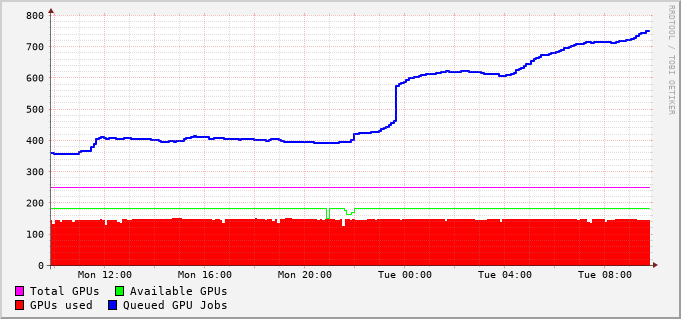 800
700
600
500
400
300
200
100
0
Mon 12:00 Mon 16:00 Mon 20:00 Tue 00:00 Tue 04:00 Tue 08:00
Total GPUs Available GPUs
GPUs used Queued GPU Jobs
RRDTOOL / TOBI OETIKER